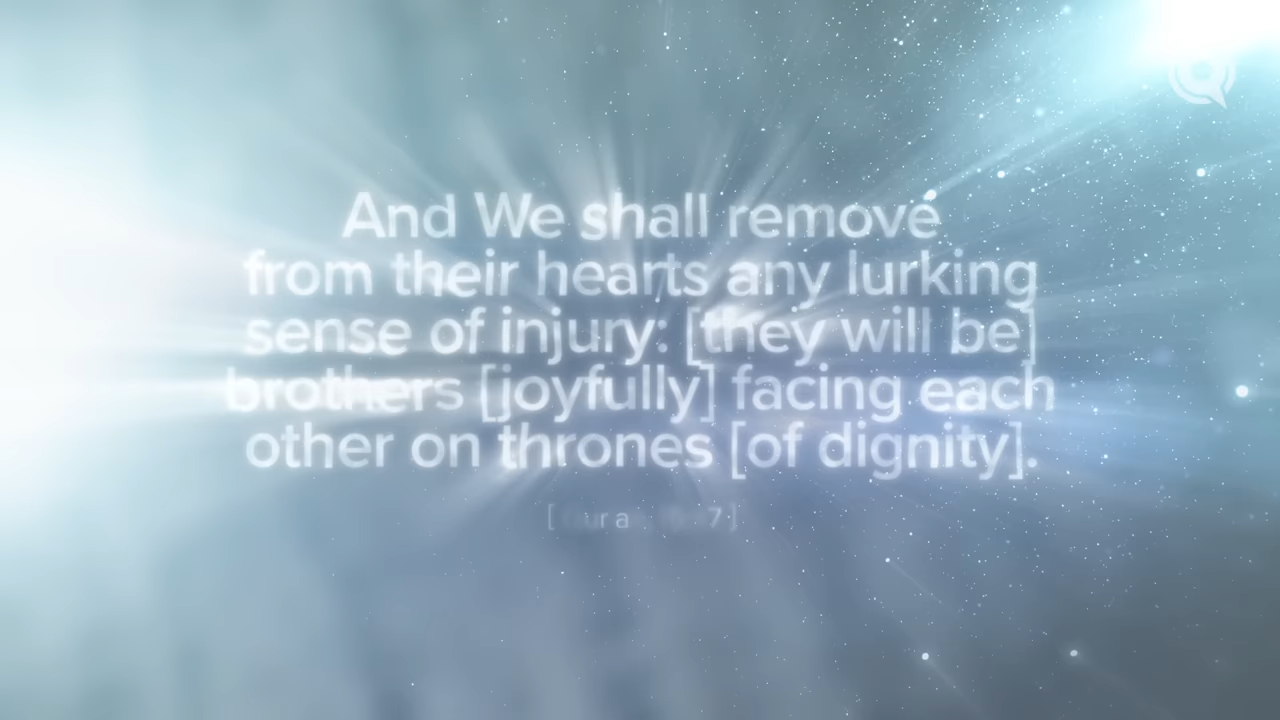 And We shall remove
from their hearts any lurking
sense of injury: [they will be]
brothers [joyfully] facing each
other on thrones [of dignity].